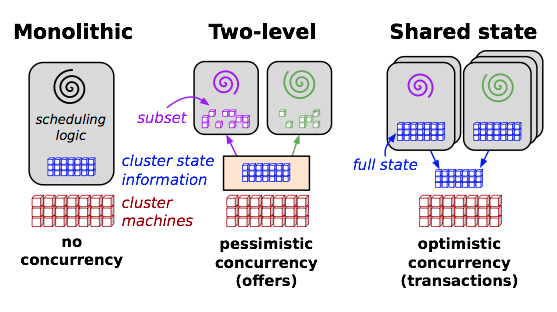 Monolithic
Two-level
Shared state
scheduling
logic
subset
full state
cluster state
information
cluster
machines
no
concurrency
pessimistic
concurrency
(offers)
optimistic
concurrency
(transactions)